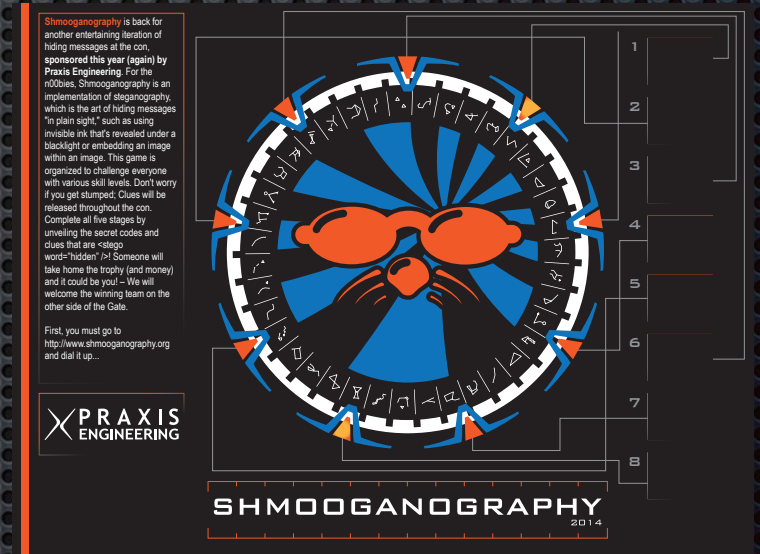 Shmooganography is back for
another entertaining iteration of
hiding messages at the con,
sponsored this year (again) by
Praxis Engineering. For the
n00bies, Shmooganography is an
implementation of steganography,
which is the art of hiding messages
"in plain sight," such as using
invisible ink that's revealed under a
blacklight or embedding an image
within an image. This game is
organized to challenge everyone
with various skill levels. Don't worry
if you get stumped; Clues will be
released throughout the con.
Complete all five stages by
unveiling the secret codes and
clues that are <stego
word="hidden" />! Someone will
take home the trophy (and money)
and it could be you! – We will
welcome the winning team on the
other side of the Gate.
First, you must go to
http://www.shmooganography.org
and dial it up...
PRAXIS
ENGINEERING
1
2
3
4
5
6
7
8
SHMOOGANOGRAPHY
2014